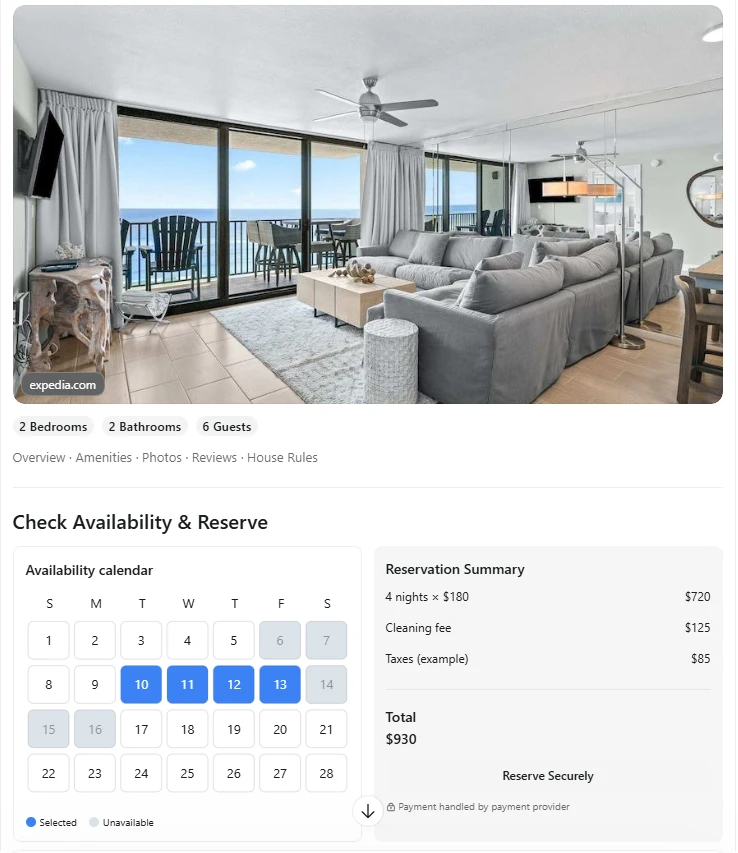 expedia.com
2 Bedrooms 2 Bathrooms 6 Guests
Overview · Amenities · Photos · Reviews · House Rules
Check Availability & Reserve
Availability calendar
S M T W T F S
1 2 3 4 5 6 7
8 9 10 11 12 13 14
15 16 17 18 19 20 21
22 23 24 25 26 27 28
Selected Unavailable
Reservation Summary
4 nights × $180 $720
Cleaning fee $125
Taxes (example) $85
Total
$930
Reserve Securely
Payment handled by payment provider